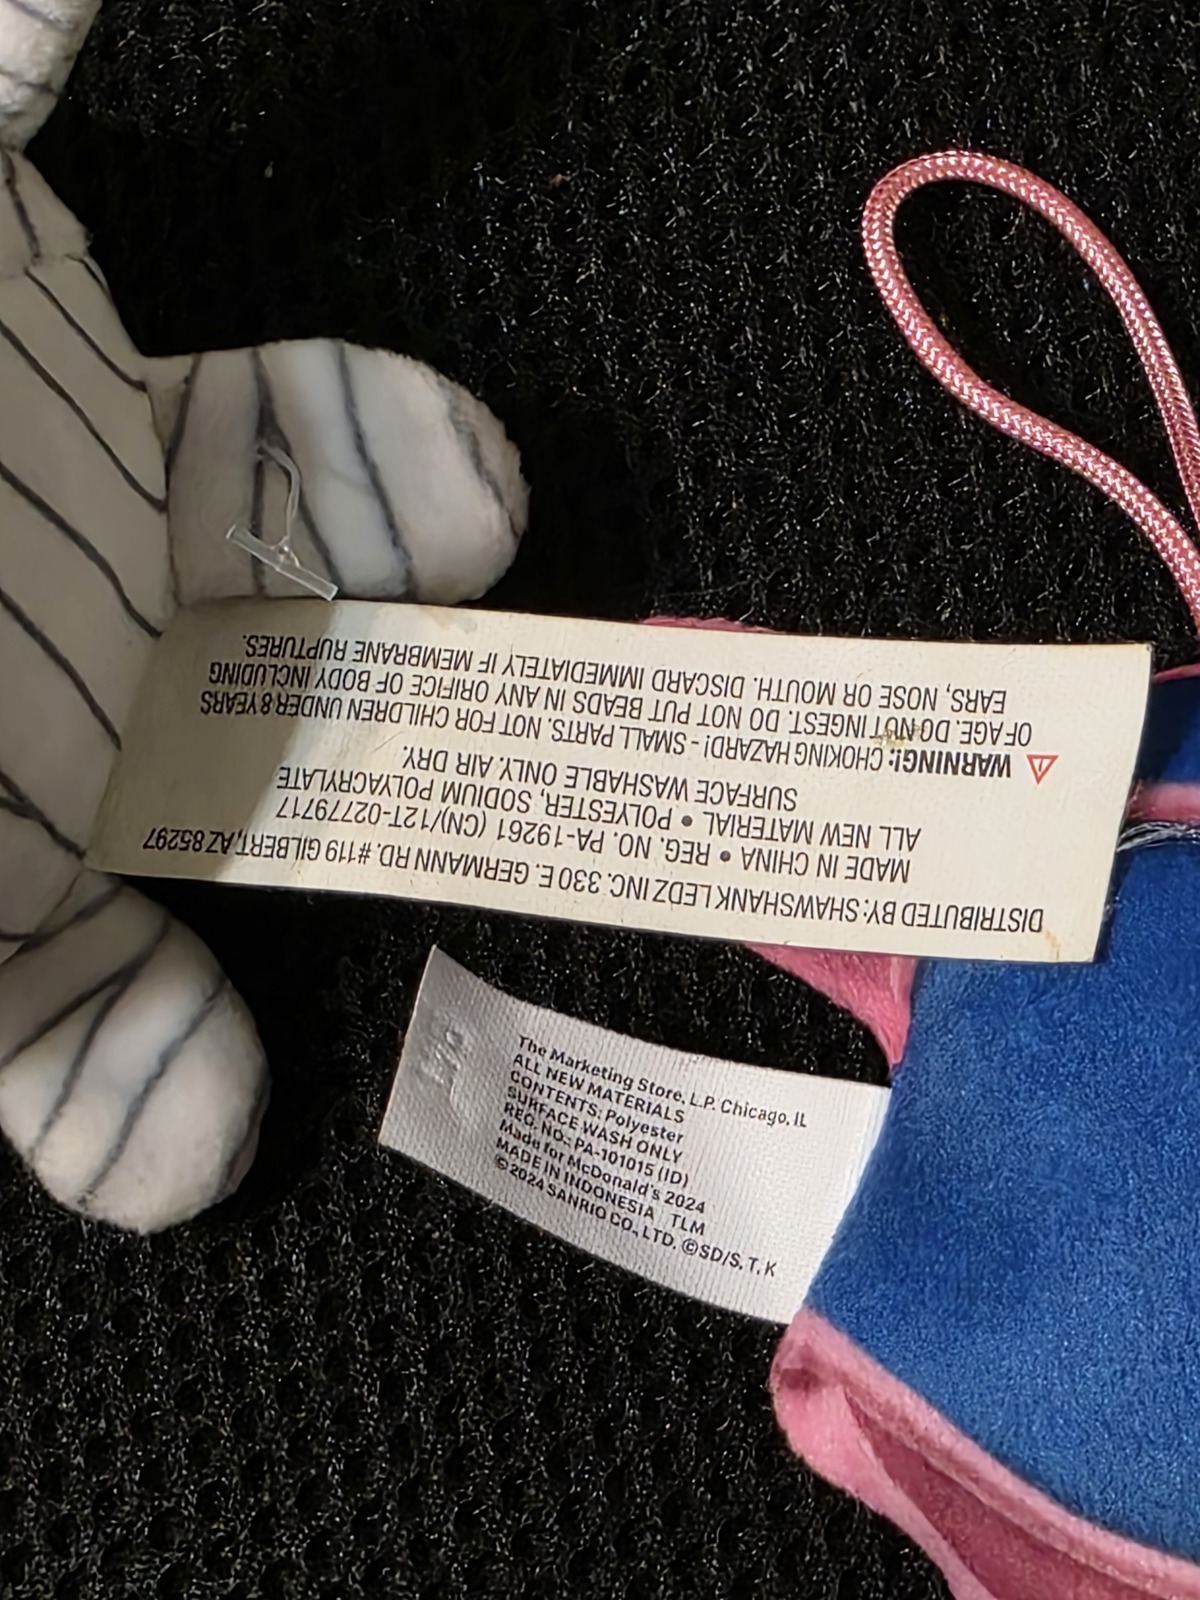 DISTRIBUTED BY: SHAWSHANK LEDZ INC. 330 E. GERMANN RD. #119 GILBERT, AZ 85297
MADE IN CHINA • REG. NO. PA-19261 (CN)/12T-02779717
ALL NEW MATERIAL • POLYESTER, SODIUM POLYACRYLATE
SURFACE WASHABLE ONLY. AIR DRY.
WARNING!: CHOKING HAZARD! - SMALL PARTS. NOT FOR CHILDREN UNDER 8 YEARS
OF AGE. DO NOT INGEST. DO NOT PUT BEADS IN ANY ORIFICE OF BODY INCLUDING
EARS, NOSE OR MOUTH. DISCARD IMMEDIATELY IF MEMBRANE RUPTURES.
The Marketing Store, L.P. Chicago, IL
ALL NEW MATERIALS
CONTENTS: Polyester
SURFACE WASH ONLY
REG. NO.: PA-101015 (ID)
Made for McDonald's 2024
MADE IN INDONESIA TLM
©2024 SANRIO CO., LTD. ©SD/S. T. K